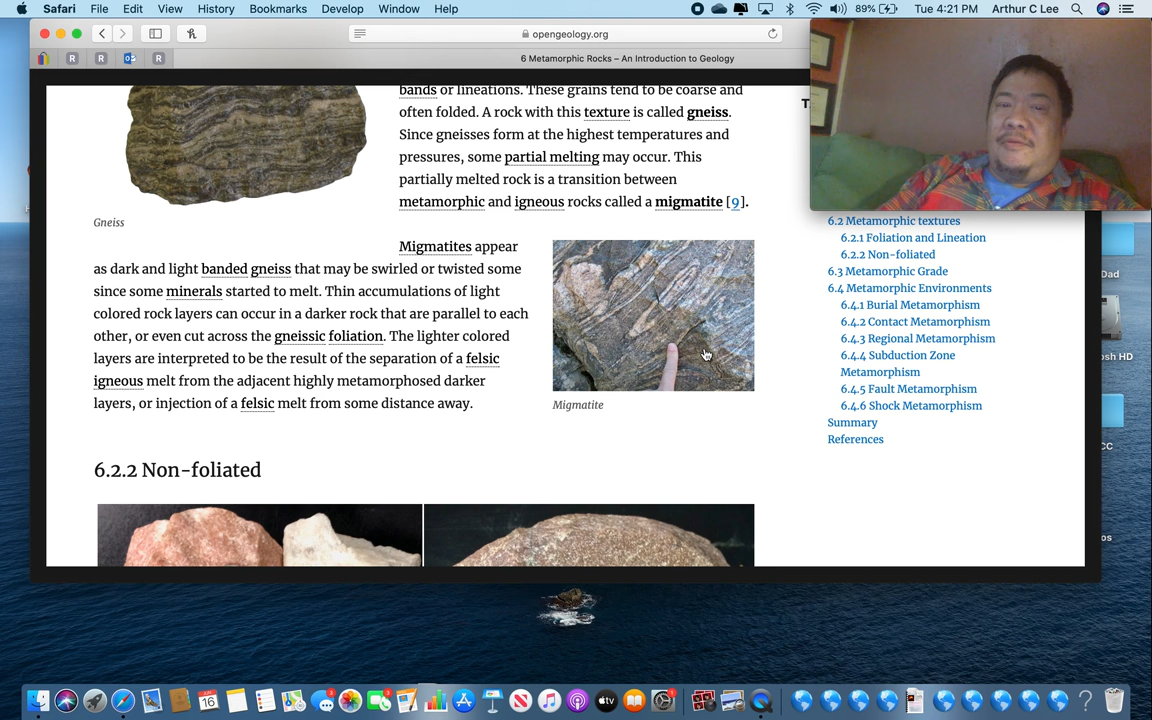 Safari File Edit View History Bookmarks Develop Window Help 89% Tue 4:21 PM Arthur C Lee
opengeology.org
R R R
6 Metamorphic Rocks – An Introduction to Geology
bands or lineations. These grains tend to be coarse and
often folded. A rock with this texture is called gneiss.
Since gneisses form at the highest temperatures and
pressures, some partial melting may occur. This
partially melted rock is a transition between
metamorphic and igneous rocks called a migmatite [9].
Gneiss
Migmatites appear
as dark and light banded gneiss that may be swirled or twisted some
since some minerals started to melt. Thin accumulations of light
colored rock layers can occur in a darker rock that are parallel to each
other, or even cut across the gneissic foliation. The lighter colored
layers are interpreted to be the result of the separation of a felsic
igneous melt from the adjacent highly metamorphosed darker
layers, or injection of a felsic melt from some distance away.
Migmatite
6.2.2 Non-foliated
6.2 Metamorphic textures
6.2.1 Foliation and Lineation
6.2.2 Non-foliated
6.3 Metamorphic Grade
6.4 Metamorphic Environments
6.4.1 Burial Metamorphism
6.4.2 Contact Metamorphism
6.4.3 Regional Metamorphism
6.4.4 Subduction Zone
Metamorphism
6.4.5 Fault Metamorphism
6.4.6 Shock Metamorphism
Summary
References
Dad
osh HD
CC
os
16
tv